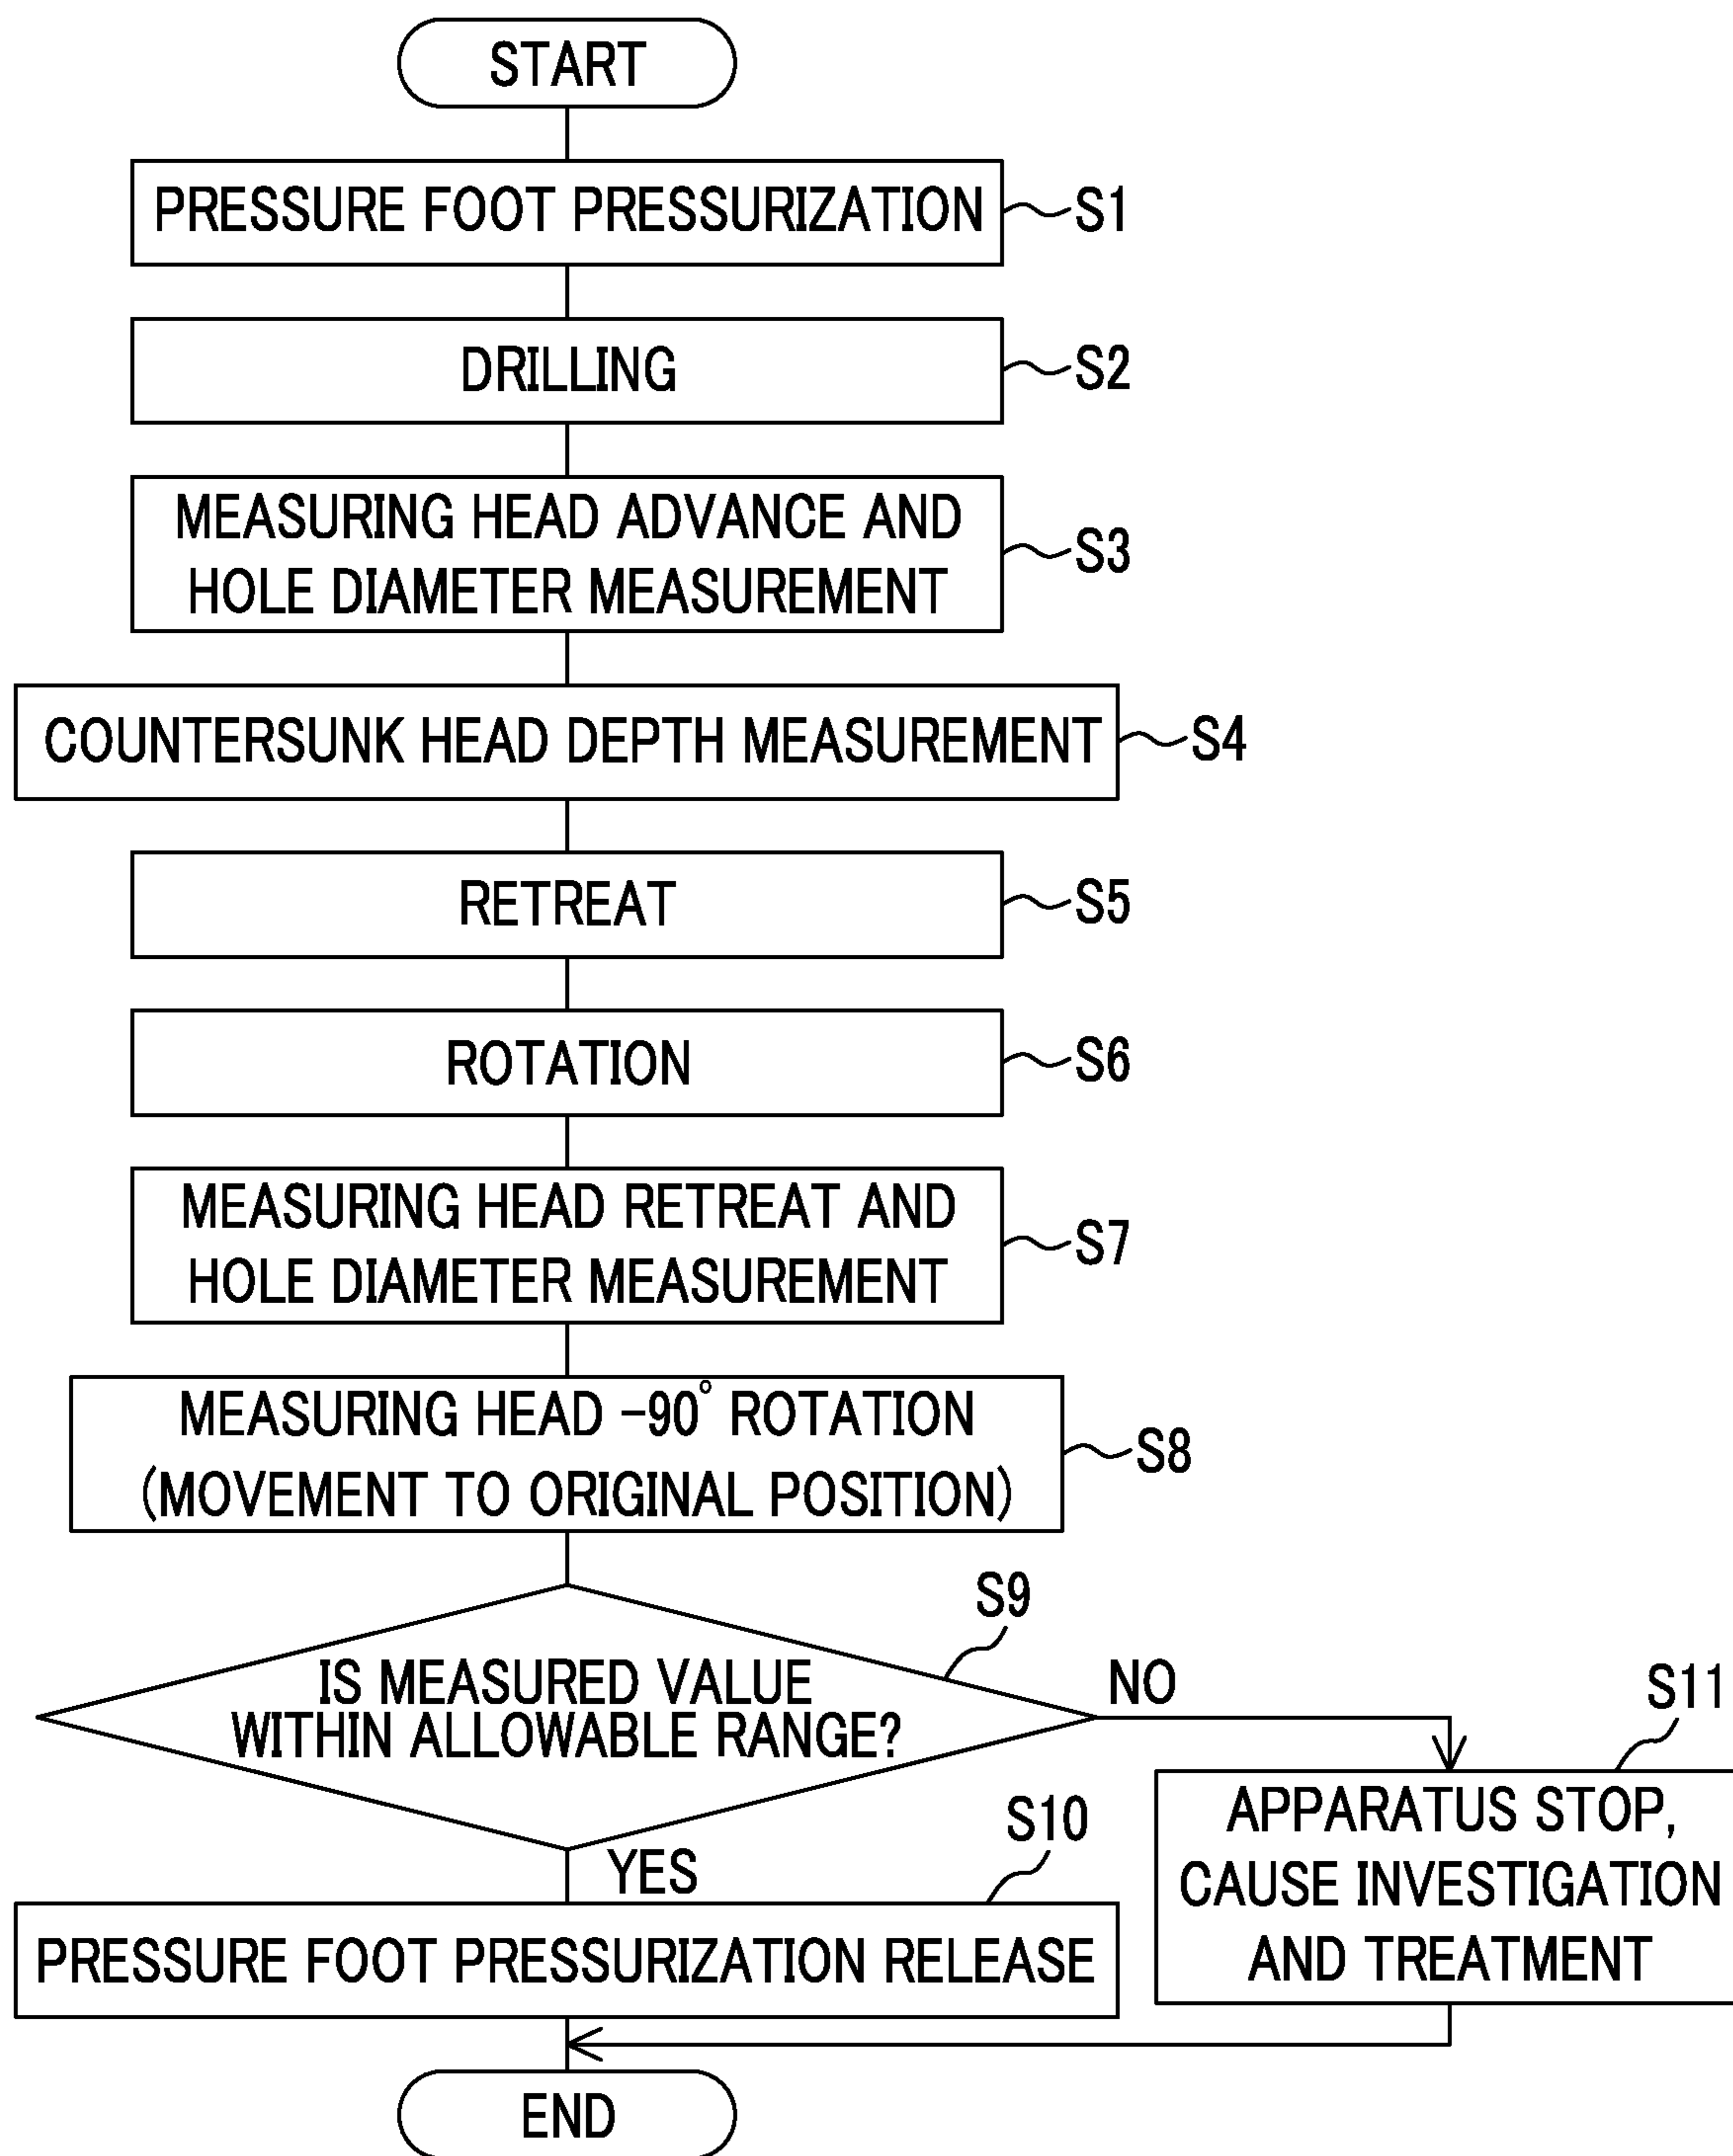 START
PRESSURE FOOT PRESSURIZATION
S1
DRILLING
S2
MEASURING HEAD ADVANCE AND
HOLE DIAMETER MEASUREMENT
S3
COUNTERSUNK HEAD DEPTH MEASUREMENT
S4
RETREAT
S5
ROTATION
S6
MEASURING HEAD RETREAT AND
HOLE DIAMETER MEASUREMENT
S7
MEASURING HEAD -90° ROTATION
(MOVEMENT TO ORIGINAL POSITION)
S8
S9
IS MEASURED VALUE
WITHIN ALLOWABLE RANGE?
NO
YES
S10
PRESSURE FOOT PRESSURIZATION RELEASE
S11
APPARATUS STOP,
CAUSE INVESTIGATION
AND TREATMENT
END